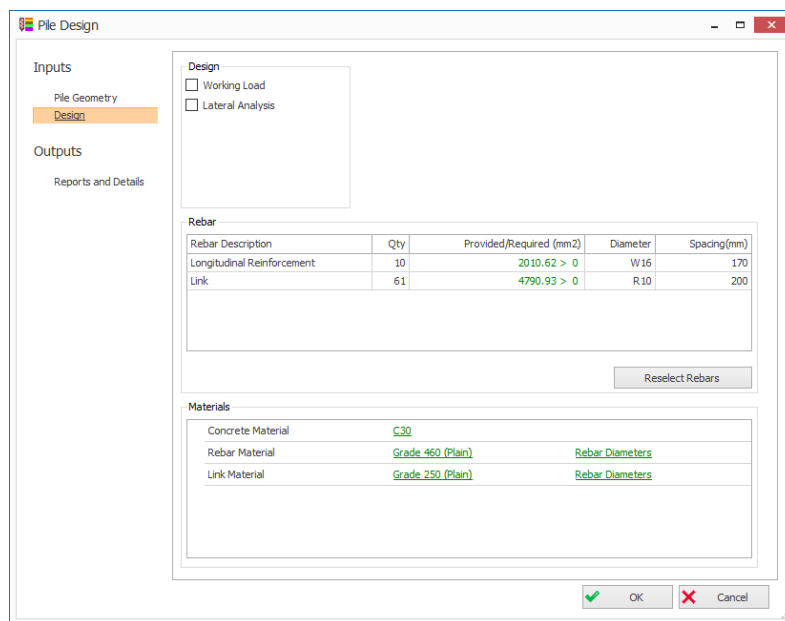 Pile Design
Inputs
Pile Geometry
Design
Outputs
Reports and Details
Design
Working Load
Lateral Analysis
Rebar
Rebar Description Qty Provided/Required (mm2) Diameter Spacing(mm)
Longitudinal Reinforcement 10 2010.62 > 0 W16 170
Link 61 4790.93 > 0 R10 200
Reselect Rebars
Materials
Concrete Material C30
Rebar Material Grade 460 (Plain) Rebar Diameters
Link Material Grade 250 (Plain) Rebar Diameters
OK Cancel